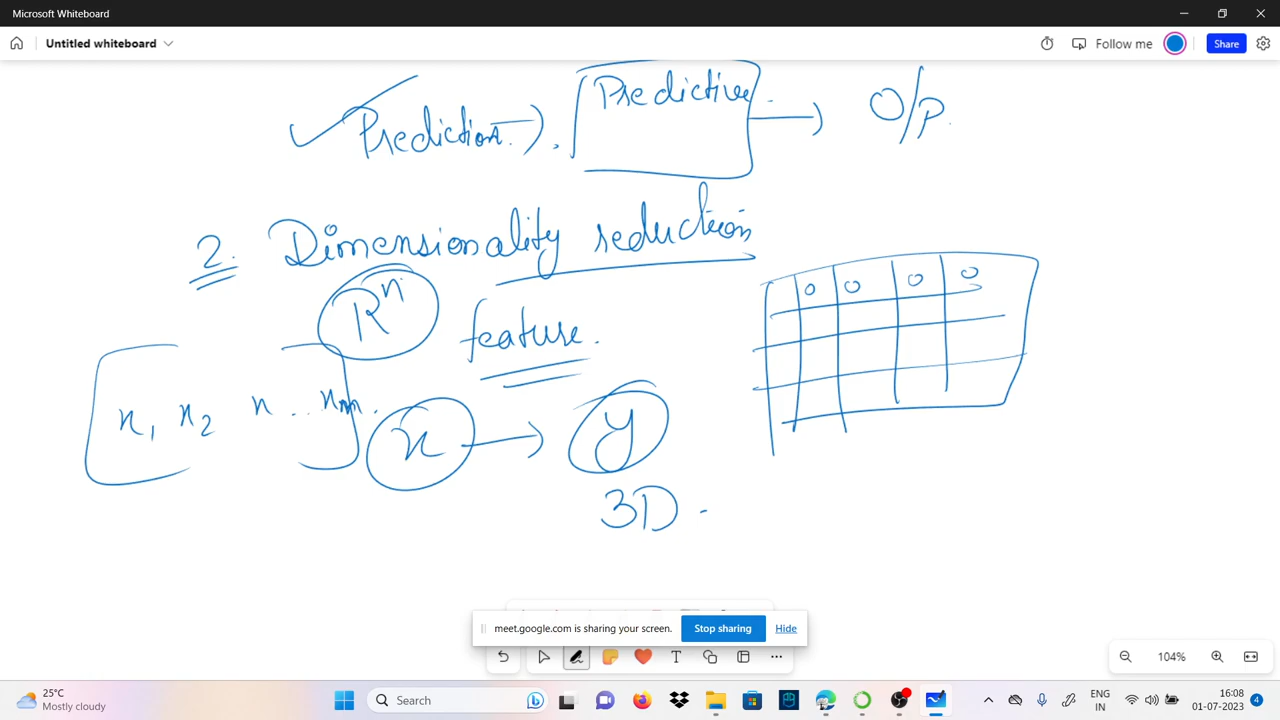 Microsoft Whiteboard
Untitled whiteboard
Follow me
Share
Prediction
Predictive
O/P.
2. Dimensionality reduction
Rⁿ
feature.
x₁ x₂ x .. xₘ.
x
y
3D
meet.google.com is sharing your screen.
Stop sharing
Hide
104%
25°C
Mostly cloudy
Search
ENG
IN
16:08
01-07-2023
4